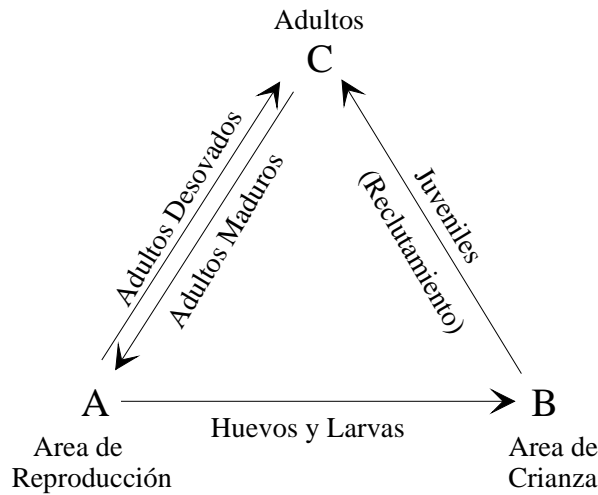 Adultos
C
Adultos Desovados
Adultos Maduros
Juveniles
(Reclutamiento)
A
B
Huevos y Larvas
Area de
Reproducción
Area de
Crianza